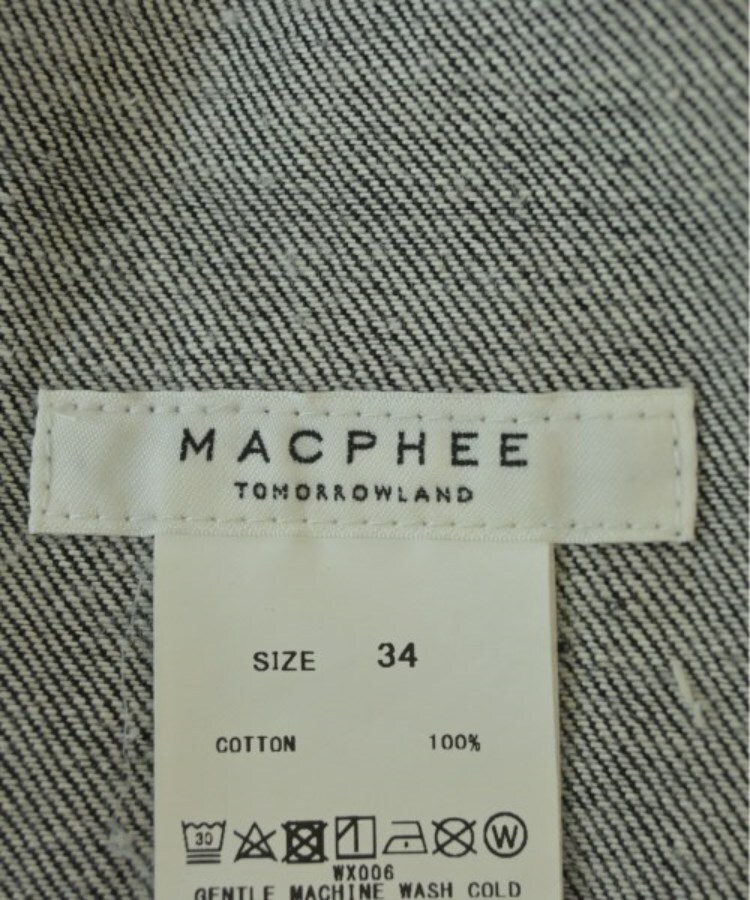 MACPHEE
TOMORROWLAND
SIZE 34
COTTON 100%
30 W
WX006
GENTLE MACHINE WASH COLD